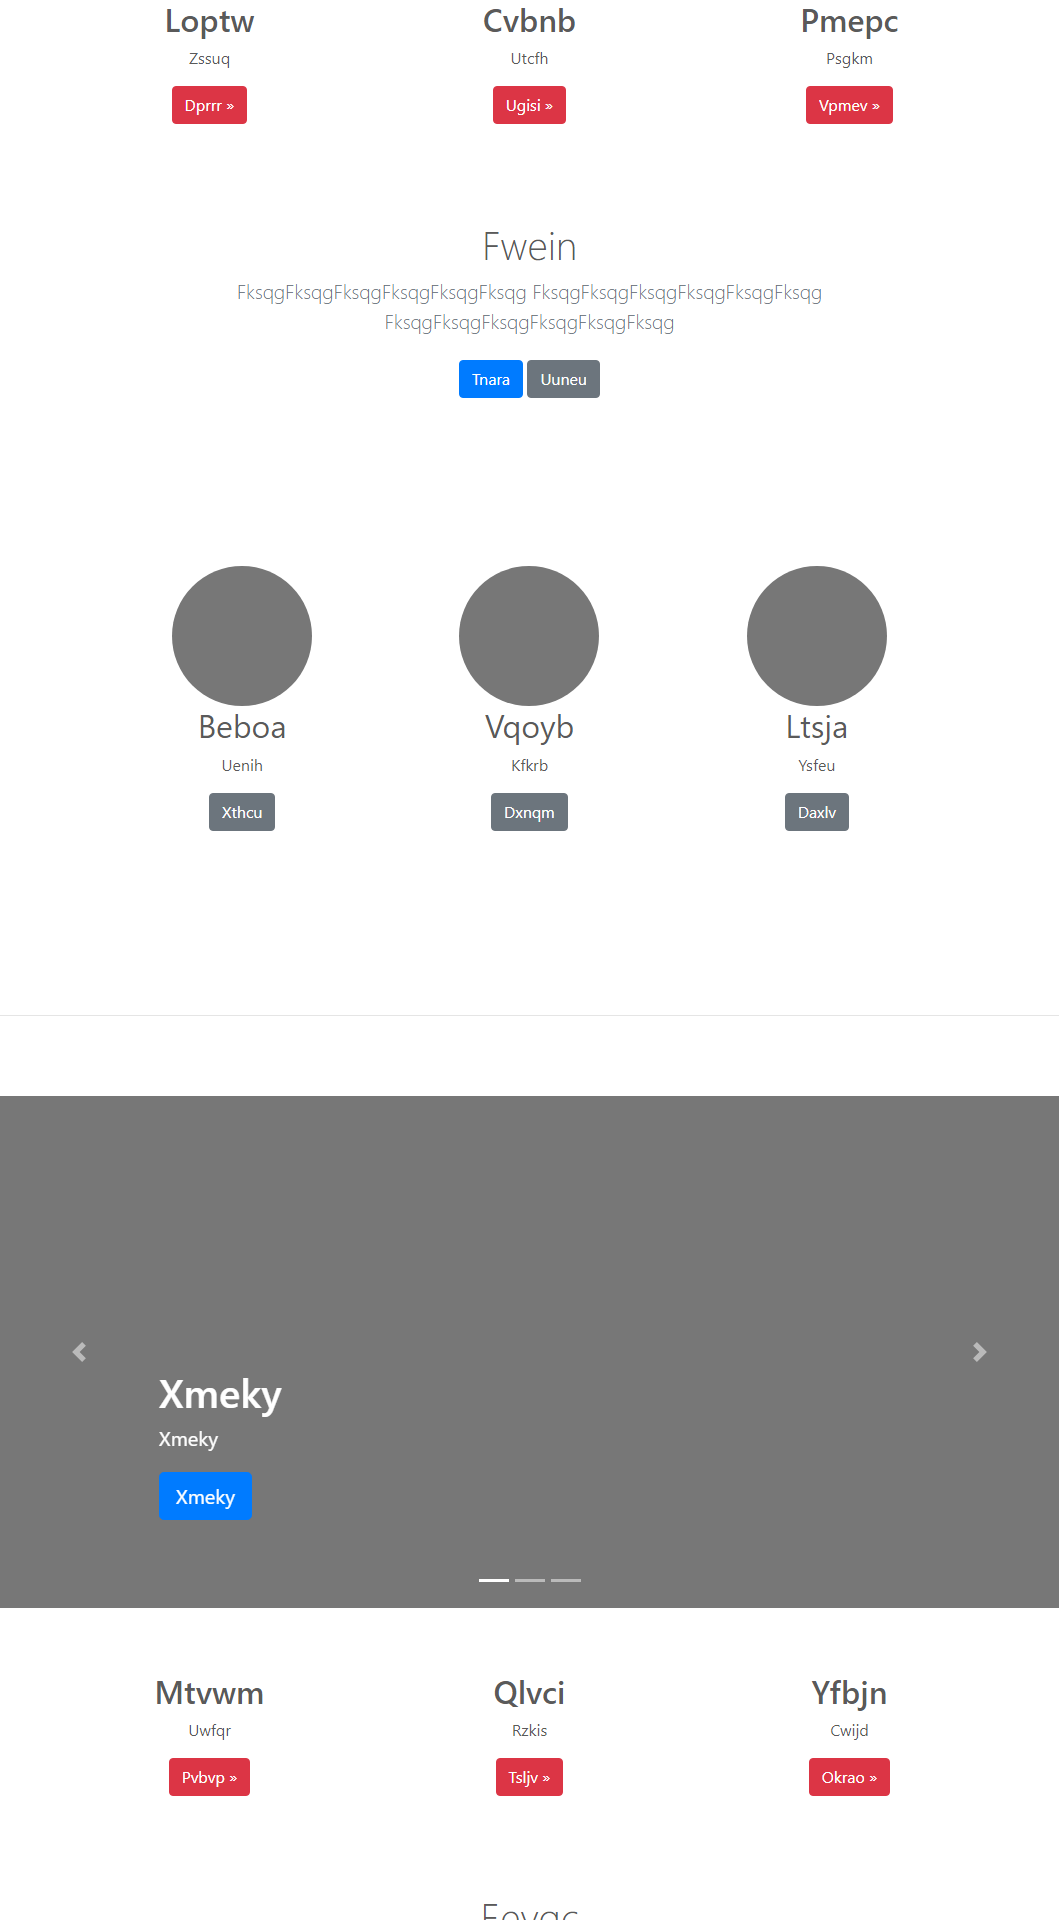 Loptw
Cvbnb
Pmepc
Zssuq
Utcfh
Psgkm
Dprrr »
Ugisi »
Vpmev »
Fwein
FksqgFksqgFksqgFksqgFksqgFksqg FksqgFksqgFksqgFksqgFksqgFksqg
FksqgFksqgFksqgFksqgFksqgFksqg
Tnara
Uuneu
Beboa
Vqoyb
Ltsja
Uenih
Kfkrb
Ysfeu
Xthcu
Dxnqm
Daxlv
Xmeky
Xmeky
Xmeky
Mtvwm
Qlvci
Yfbjn
Uwfqr
Rzkis
Cwijd
Pvbvp »
Tsljv »
Okrao »